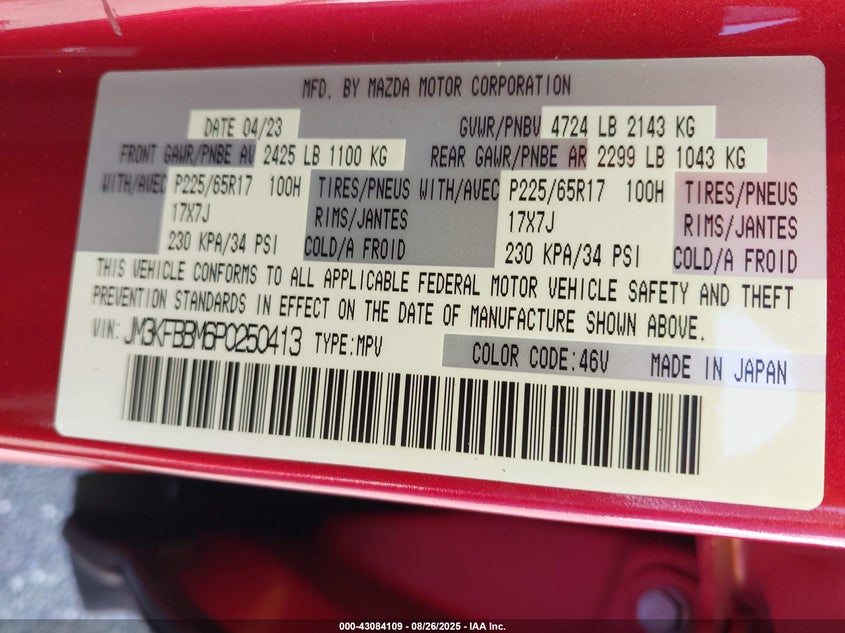 MFD. BY MAZDA MOTOR CORPORATION
DATE 04/23 GVWR/PNBV 4724 LB 2143 KG
FRONT GAWR/PNBE AV 2425 LB 1100 KG REAR GAWR/PNBE AR 2299 LB 1043 KG
WITH/AVEC P225/65R17 100H TIRES/PNEUS WITH/AVEC P225/65R17 100H TIRES/PNEUS
17X7J RIMS/JANTES 17X7J RIMS/JANTES
230 KPA/34 PSI COLD/A FROID 230 KPA/34 PSI COLD/A FROID
THIS VEHICLE CONFORMS TO ALL APPLICABLE FEDERAL MOTOR VEHICLE SAFETY AND THEFT
PREVENTION STANDARDS IN EFFECT ON THE DATE OF MANUFACTURE SHOWN ABOVE.
VIN: JM3KFBBM6P0250413 TYPE:MPV COLOR CODE:46V MADE IN JAPAN
000-43084109 - 08/26/2025 - IAA Inc.